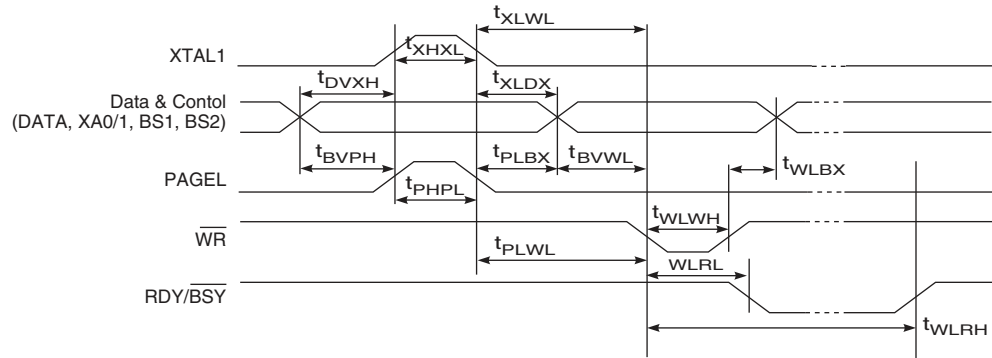 tXLWL
XTAL1
tXHXL
tDVXH
tXLDX
Data & Contol
(DATA, XA0/1, BS1, BS2)
tBVPH
tPLBX
tBVWL
tWLBX
PAGEL
tPHPL
tWLWH
WR
tPLWL
WLRL
RDY/BSY
tWLRH